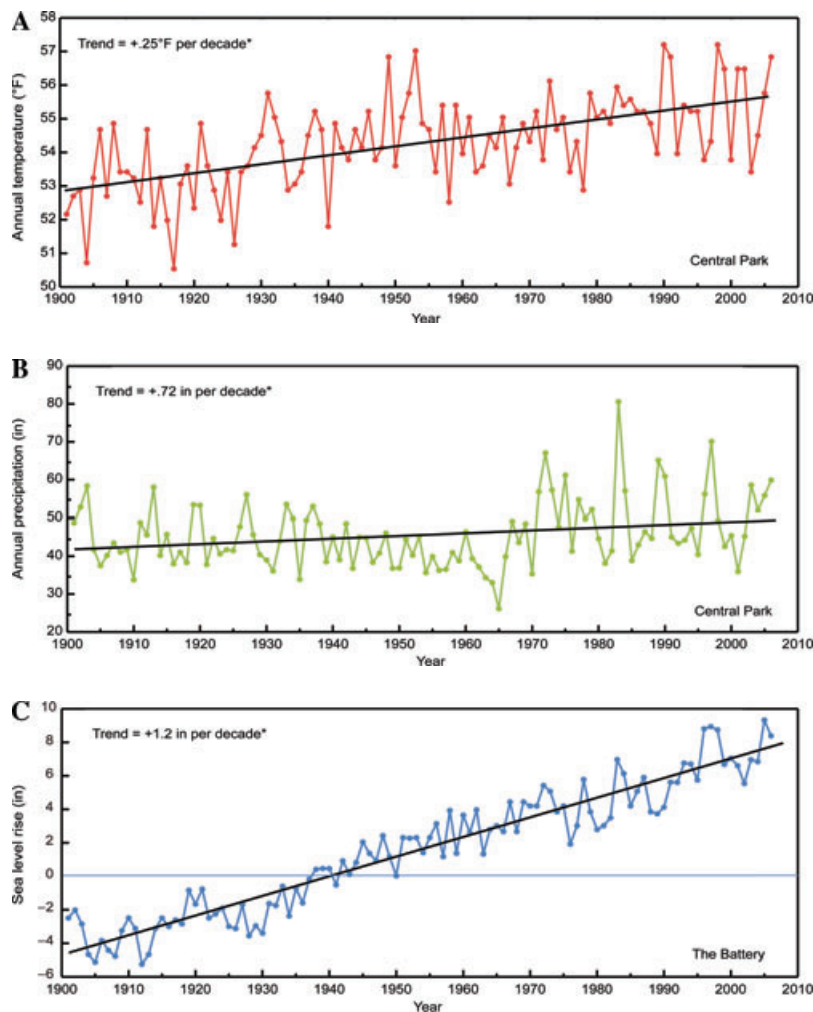 A
Trend = +.25°F per decade*
Annual temperature (°F)
58
57
56
55
54
53
52
51
50
Central Park
1900 1910 1920 1930 1940 1950 1960 1970 1980 1990 2000 2010
Year
B
Trend = +.72 in per decade*
Annual precipitation (in)
90
80
70
60
50
40
30
20
Central Park
1900 1910 1920 1930 1940 1950 1960 1970 1980 1990 2000 2010
Year
C
Trend = +1.2 in per decade*
Sea level rise (in)
10
8
6
4
2
0
–2
–4
–6
The Battery
1900 1910 1920 1930 1940 1950 1960 1970 1980 1990 2000 2010
Year